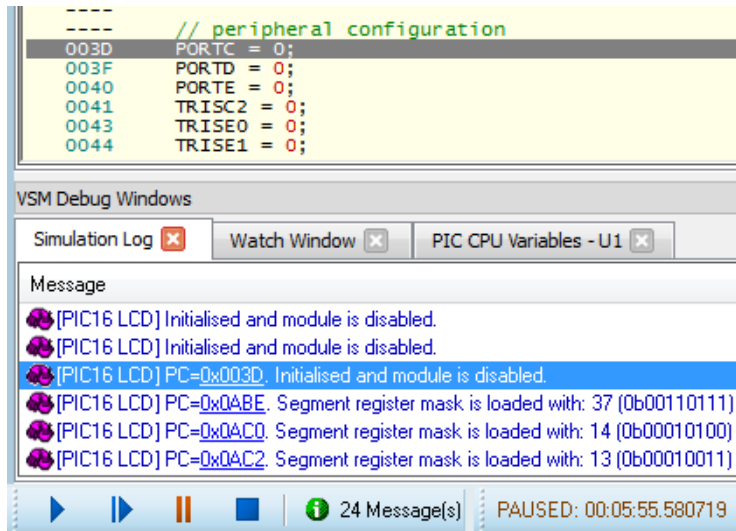 ----
---- // peripheral configuration
003D PORTC = 0;
003F PORTD = 0;
0040 PORTE = 0;
0041 TRISC2 = 0;
0043 TRISE0 = 0;
0044 TRISE1 = 0;
VSM Debug Windows
Simulation Log Watch Window PIC CPU Variables - U1
Message
[PIC16 LCD] Initialised and module is disabled.
[PIC16 LCD] Initialised and module is disabled.
[PIC16 LCD] PC=0x003D. Initialised and module is disabled.
[PIC16 LCD] PC=0x0ABE. Segment register mask is loaded with: 37 (0b00110111)
[PIC16 LCD] PC=0x0AC0. Segment register mask is loaded with: 14 (0b00010100)
[PIC16 LCD] PC=0x0AC2. Segment register mask is loaded with: 13 (0b00010011)
24 Message(s) PAUSED: 00:05:55.580719